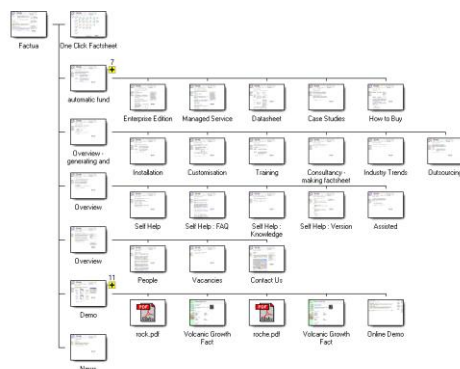 Factua
One Click Factsheet
7
automatic fund
Enterprise Edition
Managed Service
Datasheet
Case Studies
How to Buy
Overview -
generating and
Installation
Customisation
Training
Consultancy -
making factsheet
Industry Trends
Outsourcing
Overview
Self Help
Self Help : FAQ
Self Help :
Knowledge
Self Help : Version
Assisted
Overview
People
Vacancies
Contact Us
11
Demo
PDF
rock.pdf
Volcanic Growth
Fact
PDF
roche.pdf
Volcanic Growth
Fact
Online Demo
News